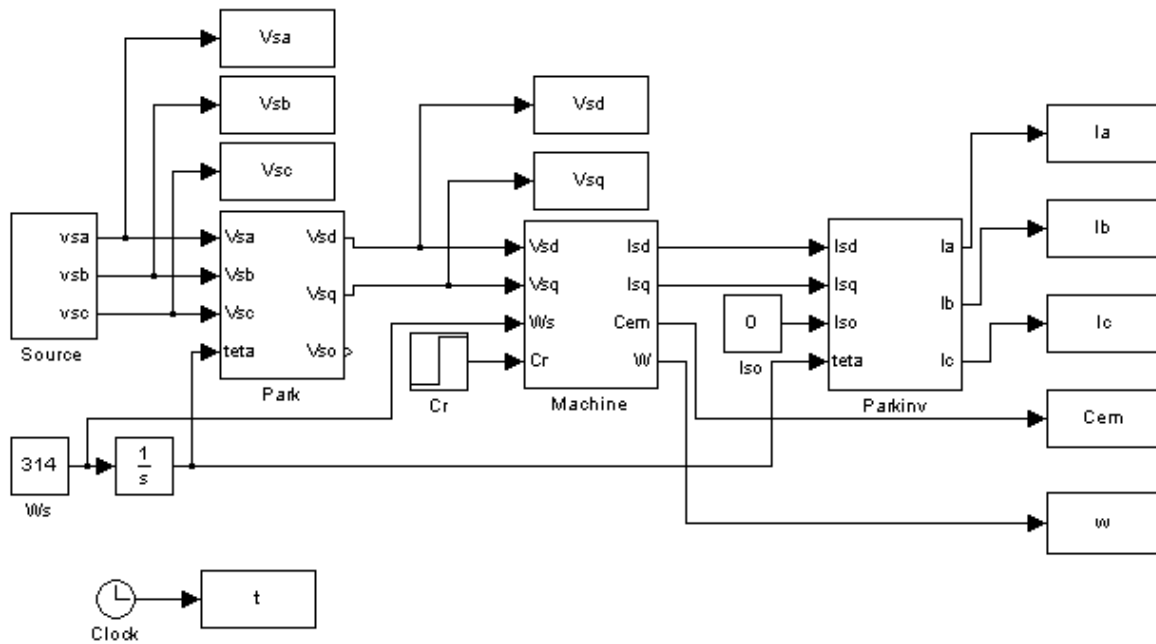 Vsa
Vsb
Vsc
Vsd
Vsq
Ia
Ib
Ic
Cem
w
vsa
vsb
vsc
Source
Vsa
Vsb
Vsc
teta
Vsd
Vsq
Vso
Park
Vsd
Vsq
Ws
Cr
Isd
Isq
Cem
W
Machine
Cr
0
Iso
Isd
Isq
Iso
teta
Ia
Ib
Ic
Parkinv
314
Ws
1
s
Clock
t